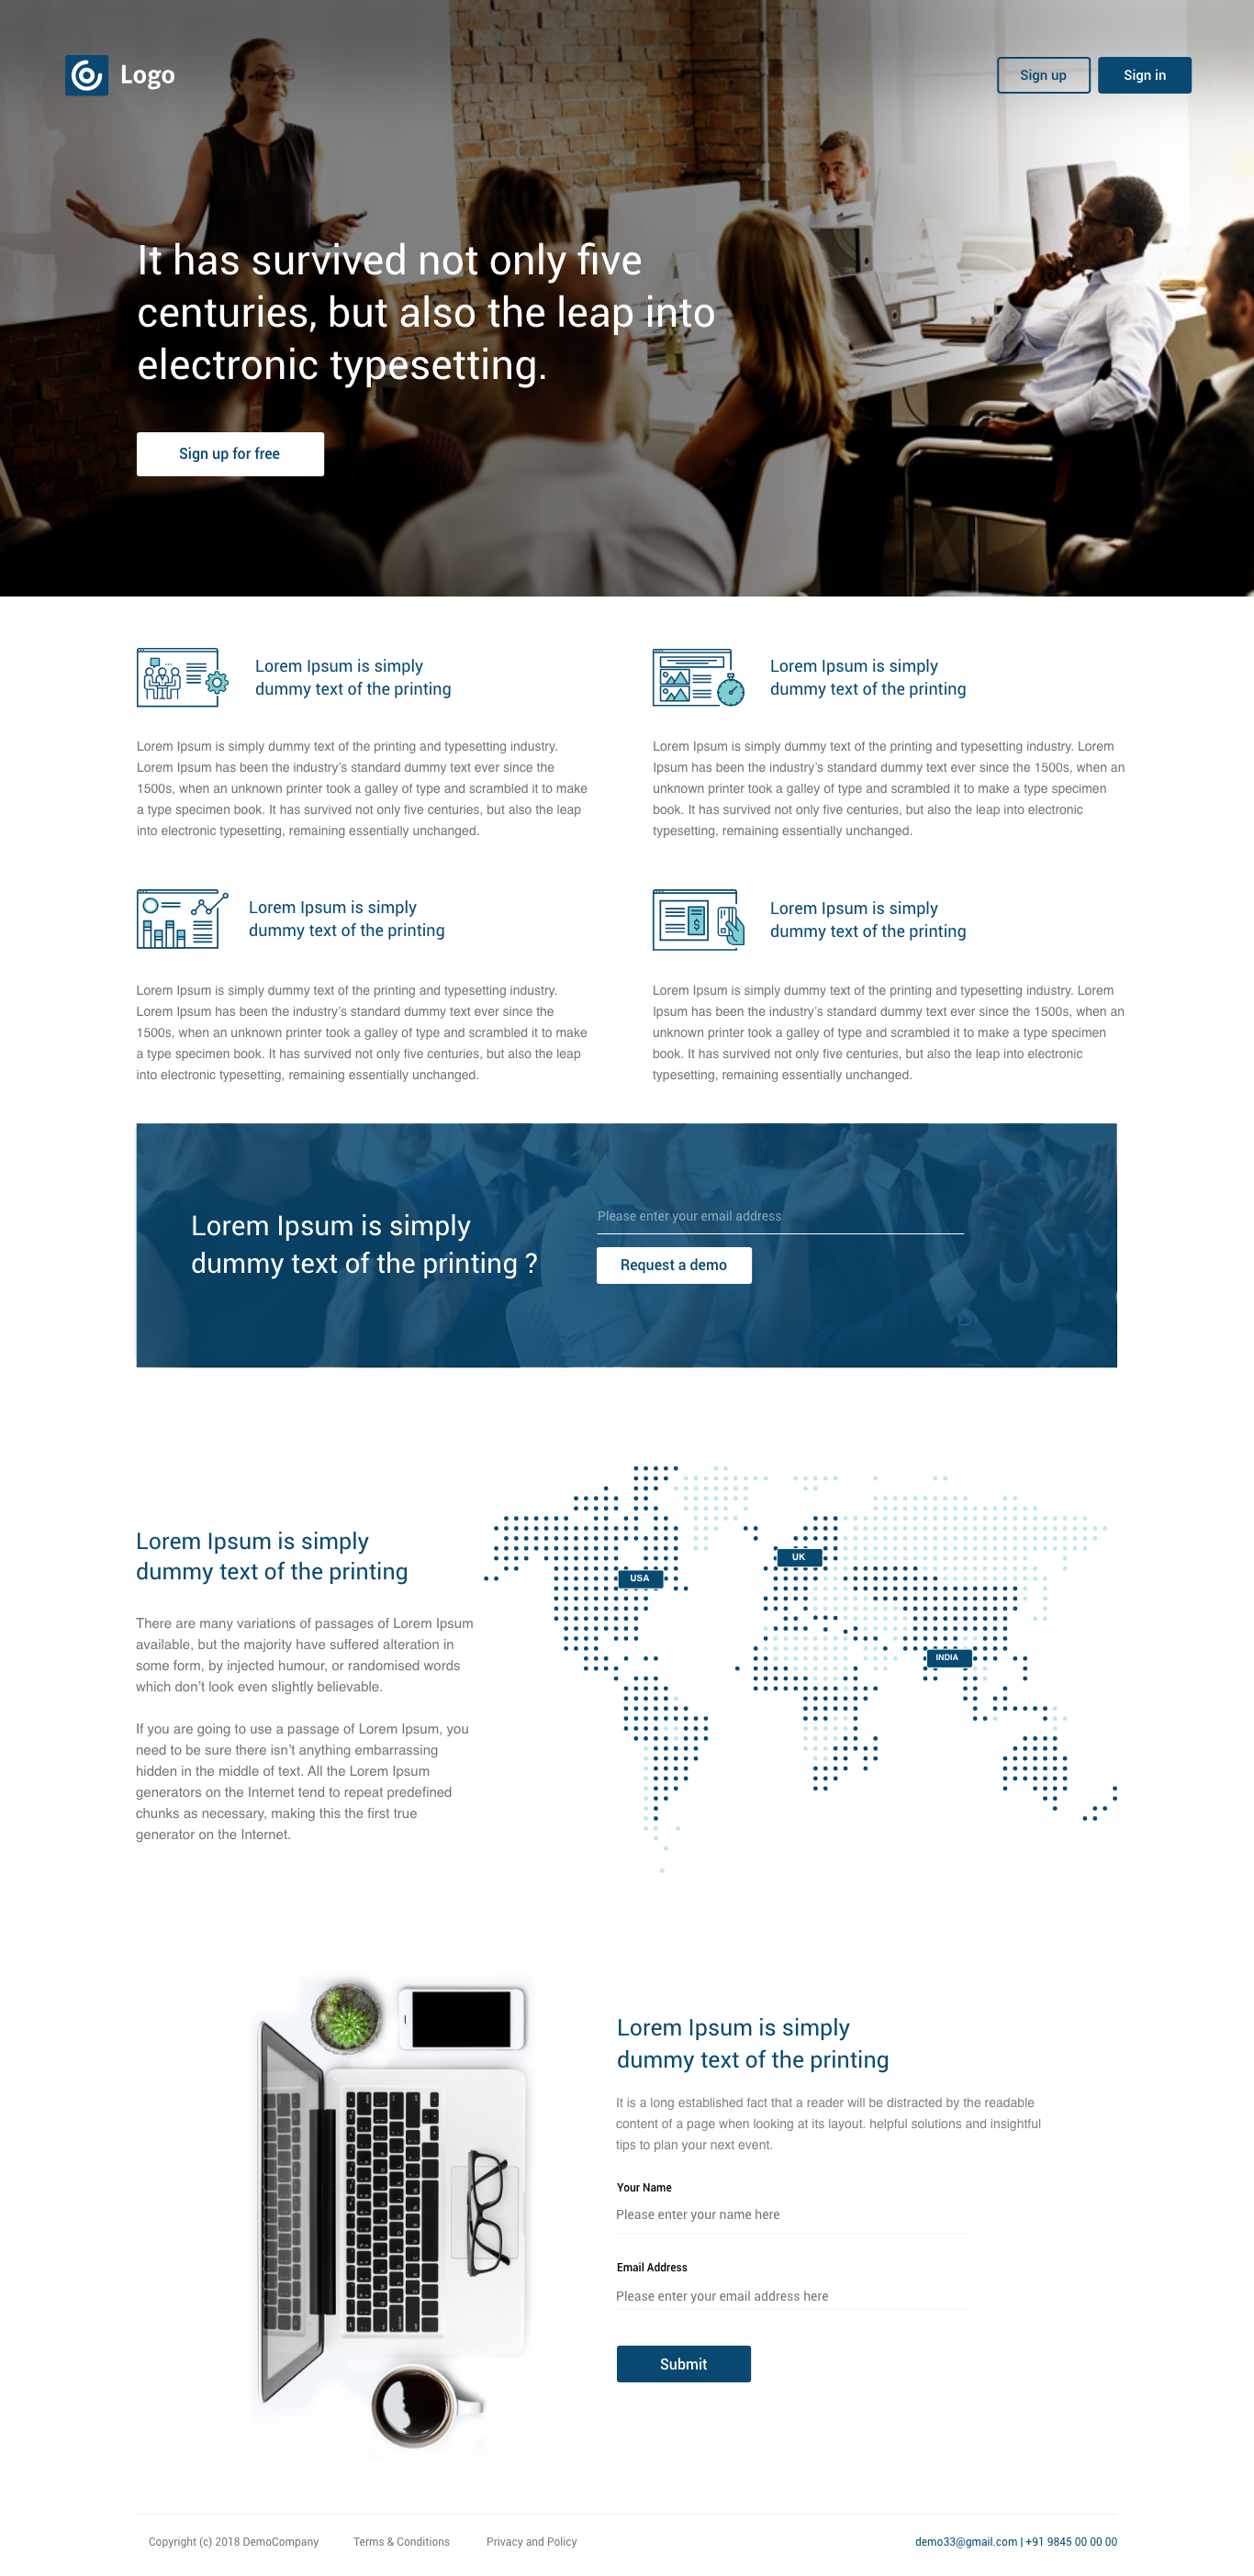 Logo
Sign up
Sign in
It has survived not only five
centuries, but also the leap into
electronic typesetting.
Sign up for free
Lorem Ipsum is simply
dummy text of the printing
Lorem Ipsum is simply dummy text of the printing and typesetting industry.
Lorem Ipsum has been the industry’s standard dummy text ever since the
1500s, when an unknown printer took a galley of type and scrambled it to make
a type specimen book. It has survived not only five centuries, but also the leap
into electronic typesetting, remaining essentially unchanged.
Lorem Ipsum is simply
dummy text of the printing
Lorem Ipsum is simply dummy text of the printing and typesetting industry. Lorem
Ipsum has been the industry’s standard dummy text ever since the 1500s, when an
unknown printer took a galley of type and scrambled it to make a type specimen
book. It has survived not only five centuries, but also the leap into electronic
typesetting, remaining essentially unchanged.
Lorem Ipsum is simply
dummy text of the printing
Lorem Ipsum is simply dummy text of the printing and typesetting industry.
Lorem Ipsum has been the industry’s standard dummy text ever since the
1500s, when an unknown printer took a galley of type and scrambled it to make
a type specimen book. It has survived not only five centuries, but also the leap
into electronic typesetting, remaining essentially unchanged.
$
Lorem Ipsum is simply
dummy text of the printing
Lorem Ipsum is simply dummy text of the printing and typesetting industry. Lorem
Ipsum has been the industry’s standard dummy text ever since the 1500s, when an
unknown printer took a galley of type and scrambled it to make a type specimen
book. It has survived not only five centuries, but also the leap into electronic
typesetting, remaining essentially unchanged.
Lorem Ipsum is simply
dummy text of the printing ?
Please enter your email address
Request a demo
Lorem Ipsum is simply
dummy text of the printing
There are many variations of passages of Lorem Ipsum
available, but the majority have suffered alteration in
some form, by injected humour, or randomised words
which don’t look even slightly believable.
If you are going to use a passage of Lorem Ipsum, you
need to be sure there isn’t anything embarrassing
hidden in the middle of text. All the Lorem Ipsum
generators on the Internet tend to repeat predefined
chunks as necessary, making this the first true
generator on the Internet.
UK
USA
INDIA
Lorem Ipsum is simply
dummy text of the printing
It is a long established fact that a reader will be distracted by the readable
content of a page when looking at its layout. helpful solutions and insightful
tips to plan your next event.
Your Name
Please enter your name here
Email Address
Please enter your email address here
Submit
Copyright (c) 2018 DemoCompany
Terms & Conditions
Privacy and Policy
demo33@gmail.com | +91 9845 00 00 00